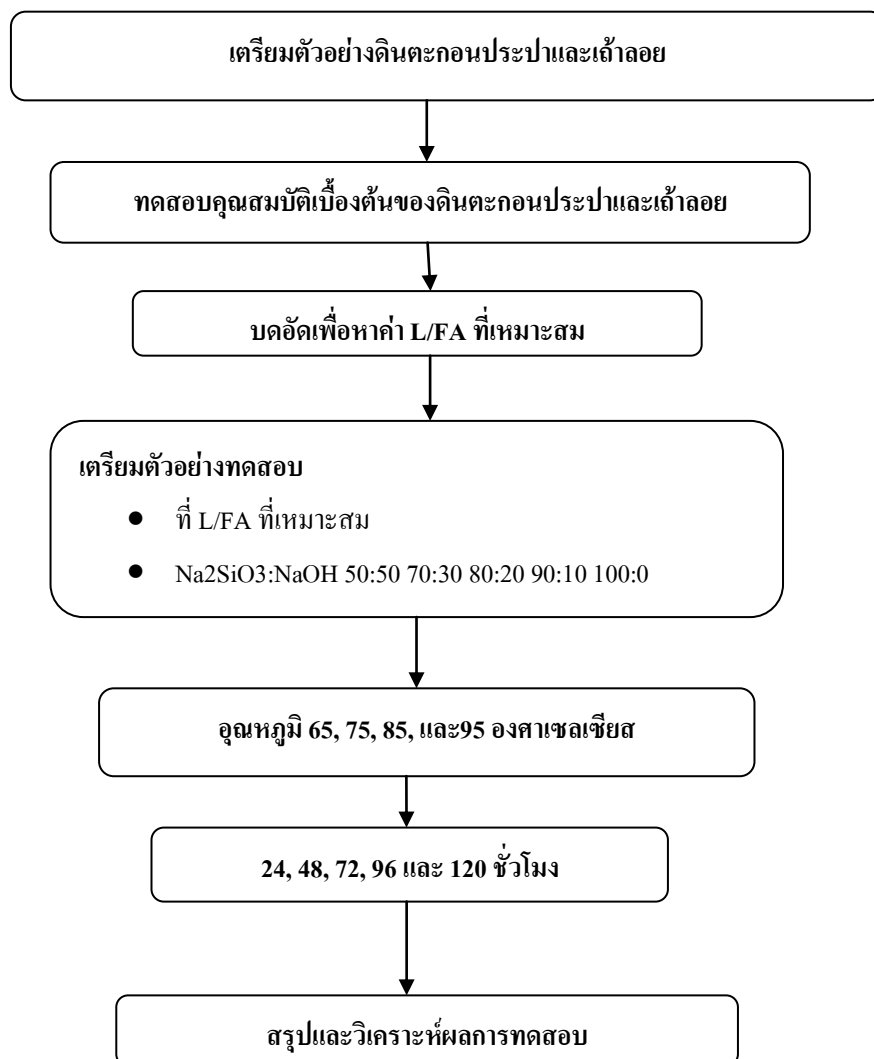 เตรียมตัวอย่างดินตะกอนประปาและเถ้าลอย
ทดสอบคุณสมบัติเบื้องต้นของดินตะกอนประปาและเถ้าลอย
บดอัดเพื่อหาค่า L/FA ที่เหมาะสม
เตรียมตัวอย่างทดสอบ
● ที่ L/FA ที่เหมาะสม
● Na2SiO3:NaOH 50:50 70:30 80:20 90:10 100:0
อุณหภูมิ 65, 75, 85, และ95 องศาเซลเซียส
24, 48, 72, 96 และ 120 ชั่วโมง
สรุปและวิเคราะห์ผลการทดสอบ